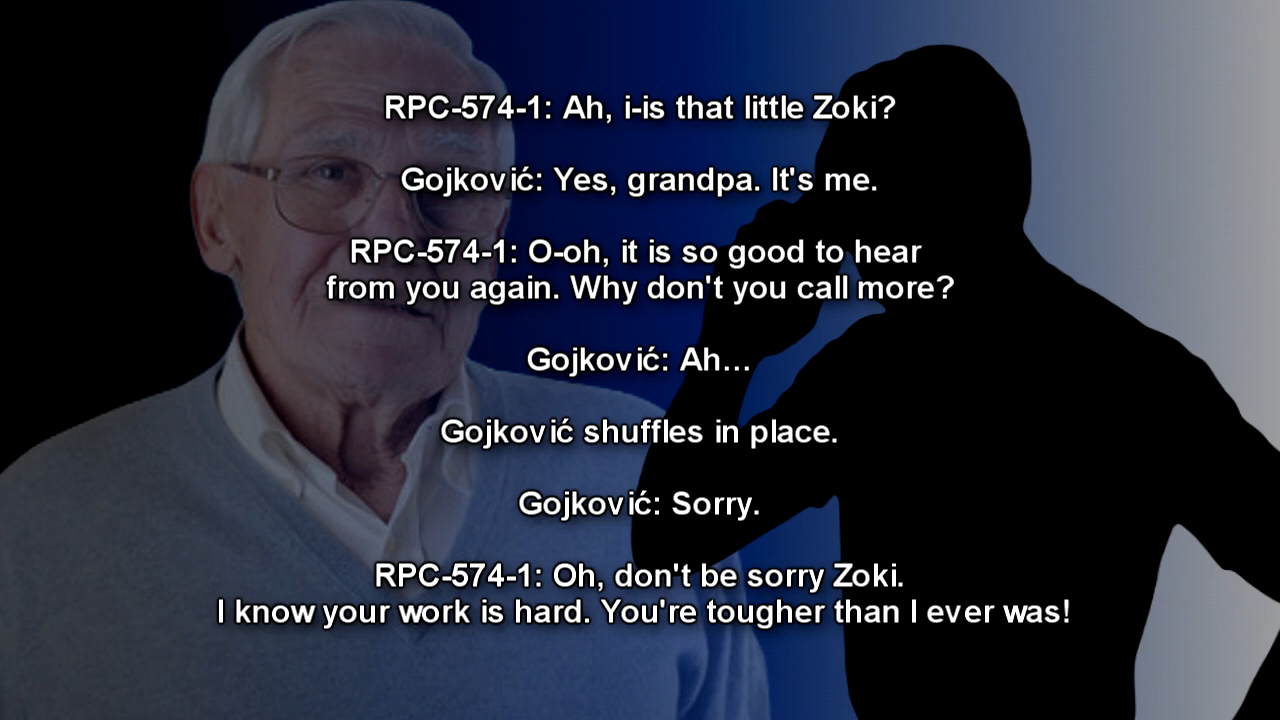 RPC-574-1: Ah, i-is that little Zoki?
Gojković: Yes, grandpa. It's me.
RPC-574-1: O-oh, it is so good to hear
from you again. Why don't you call more?
Gojković: Ah...
Gojković shuffles in place.
Gojković: Sorry.
RPC-574-1: Oh, don't be sorry Zoki.
I know your work is hard. You're tougher than I ever was!